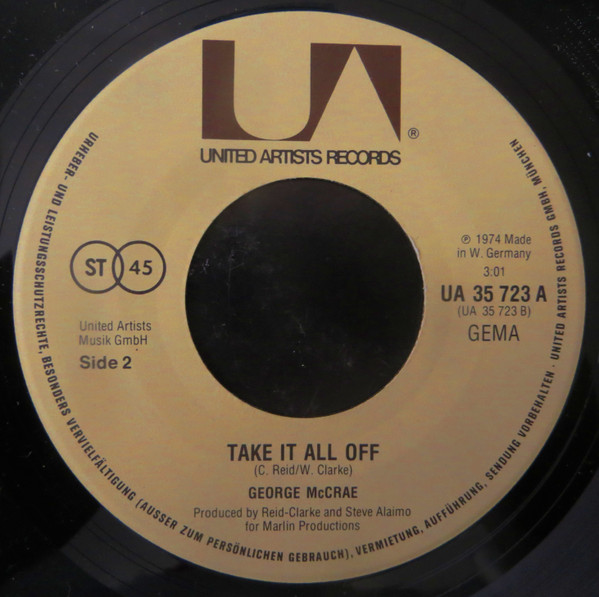 UA ®
UNITED ARTISTS RECORDS
ST 45
℗ 1974 Made
in W. Germany
3:01
UA 35 723 A
(UA 35 723 B)
GEMA
United Artists
Musik GmbH
Side 2
TAKE IT ALL OFF
(C. Reid/W. Clarke)
GEORGE McCRAE
Produced by Reid-Clarke and Steve Alaimo
for Marlin Productions
URHEBER- UND LEISTUNGSSCHUTZRECHTE, BESONDERS VERVIELFÄLTIGUNG (AUSSER ZUM PERSÖNLICHEN GEBRAUCH), VERMIETUNG, AUFFÜHRUNG, SENDUNG VORBEHALTEN · UNITED ARTISTS RECORDS GMBH, MÜNCHEN